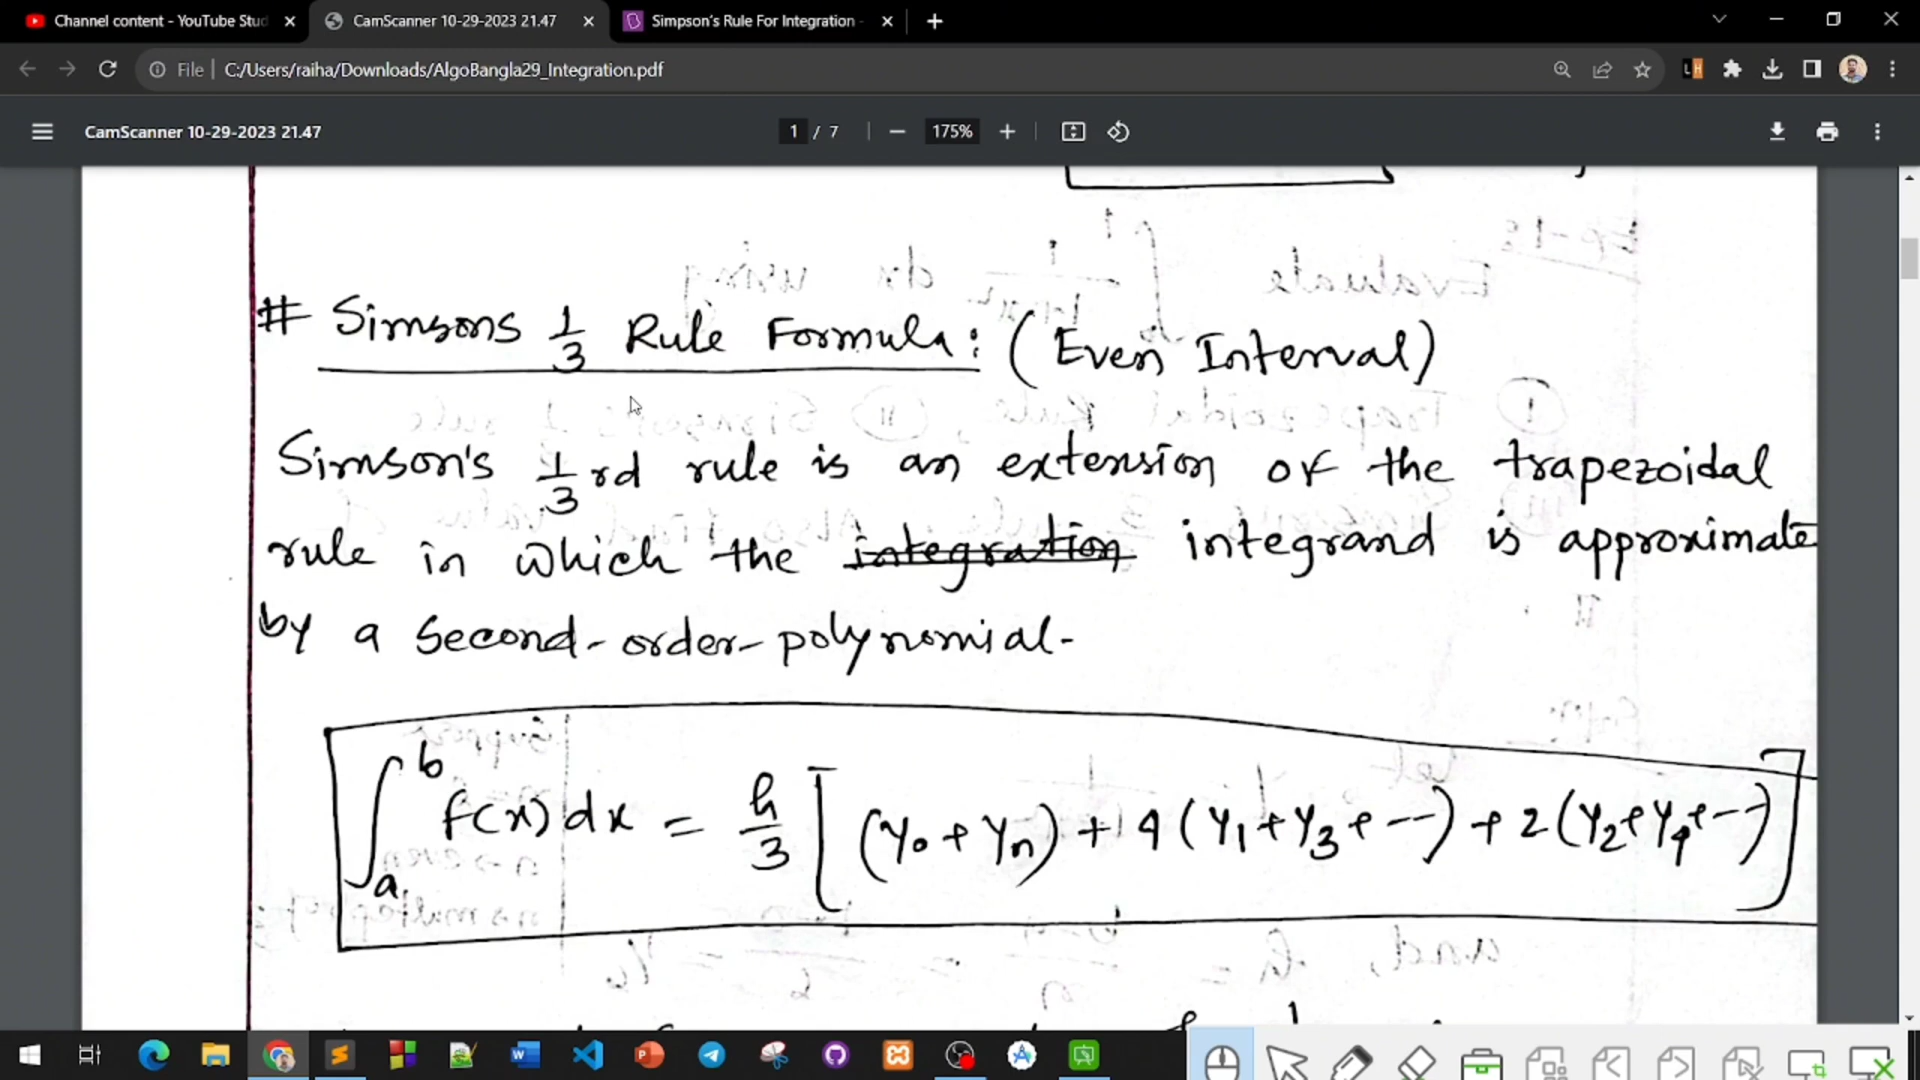 Channel content - YouTube Stud
CamScanner 10-29-2023 21.47
Simpson's Rule For Integration -
File
C:/Users/raiha/Downloads/AlgoBangla29_Integration.pdf
CamScanner 10-29-2023 21.47
1 / 7
175%
# Simsons 1/3 Rule Formula: (Even Interval)
Simson's 1/3 rd rule is an extension of the trapezoidal
rule in which the integration integrand is approximate
by a second-order-polynomial-
∫_a^b f(x) dx = h/3 [(y₀ + yₙ) + 4(y₁ + y₃ + --) + 2(y₂ + y₄ + --)]